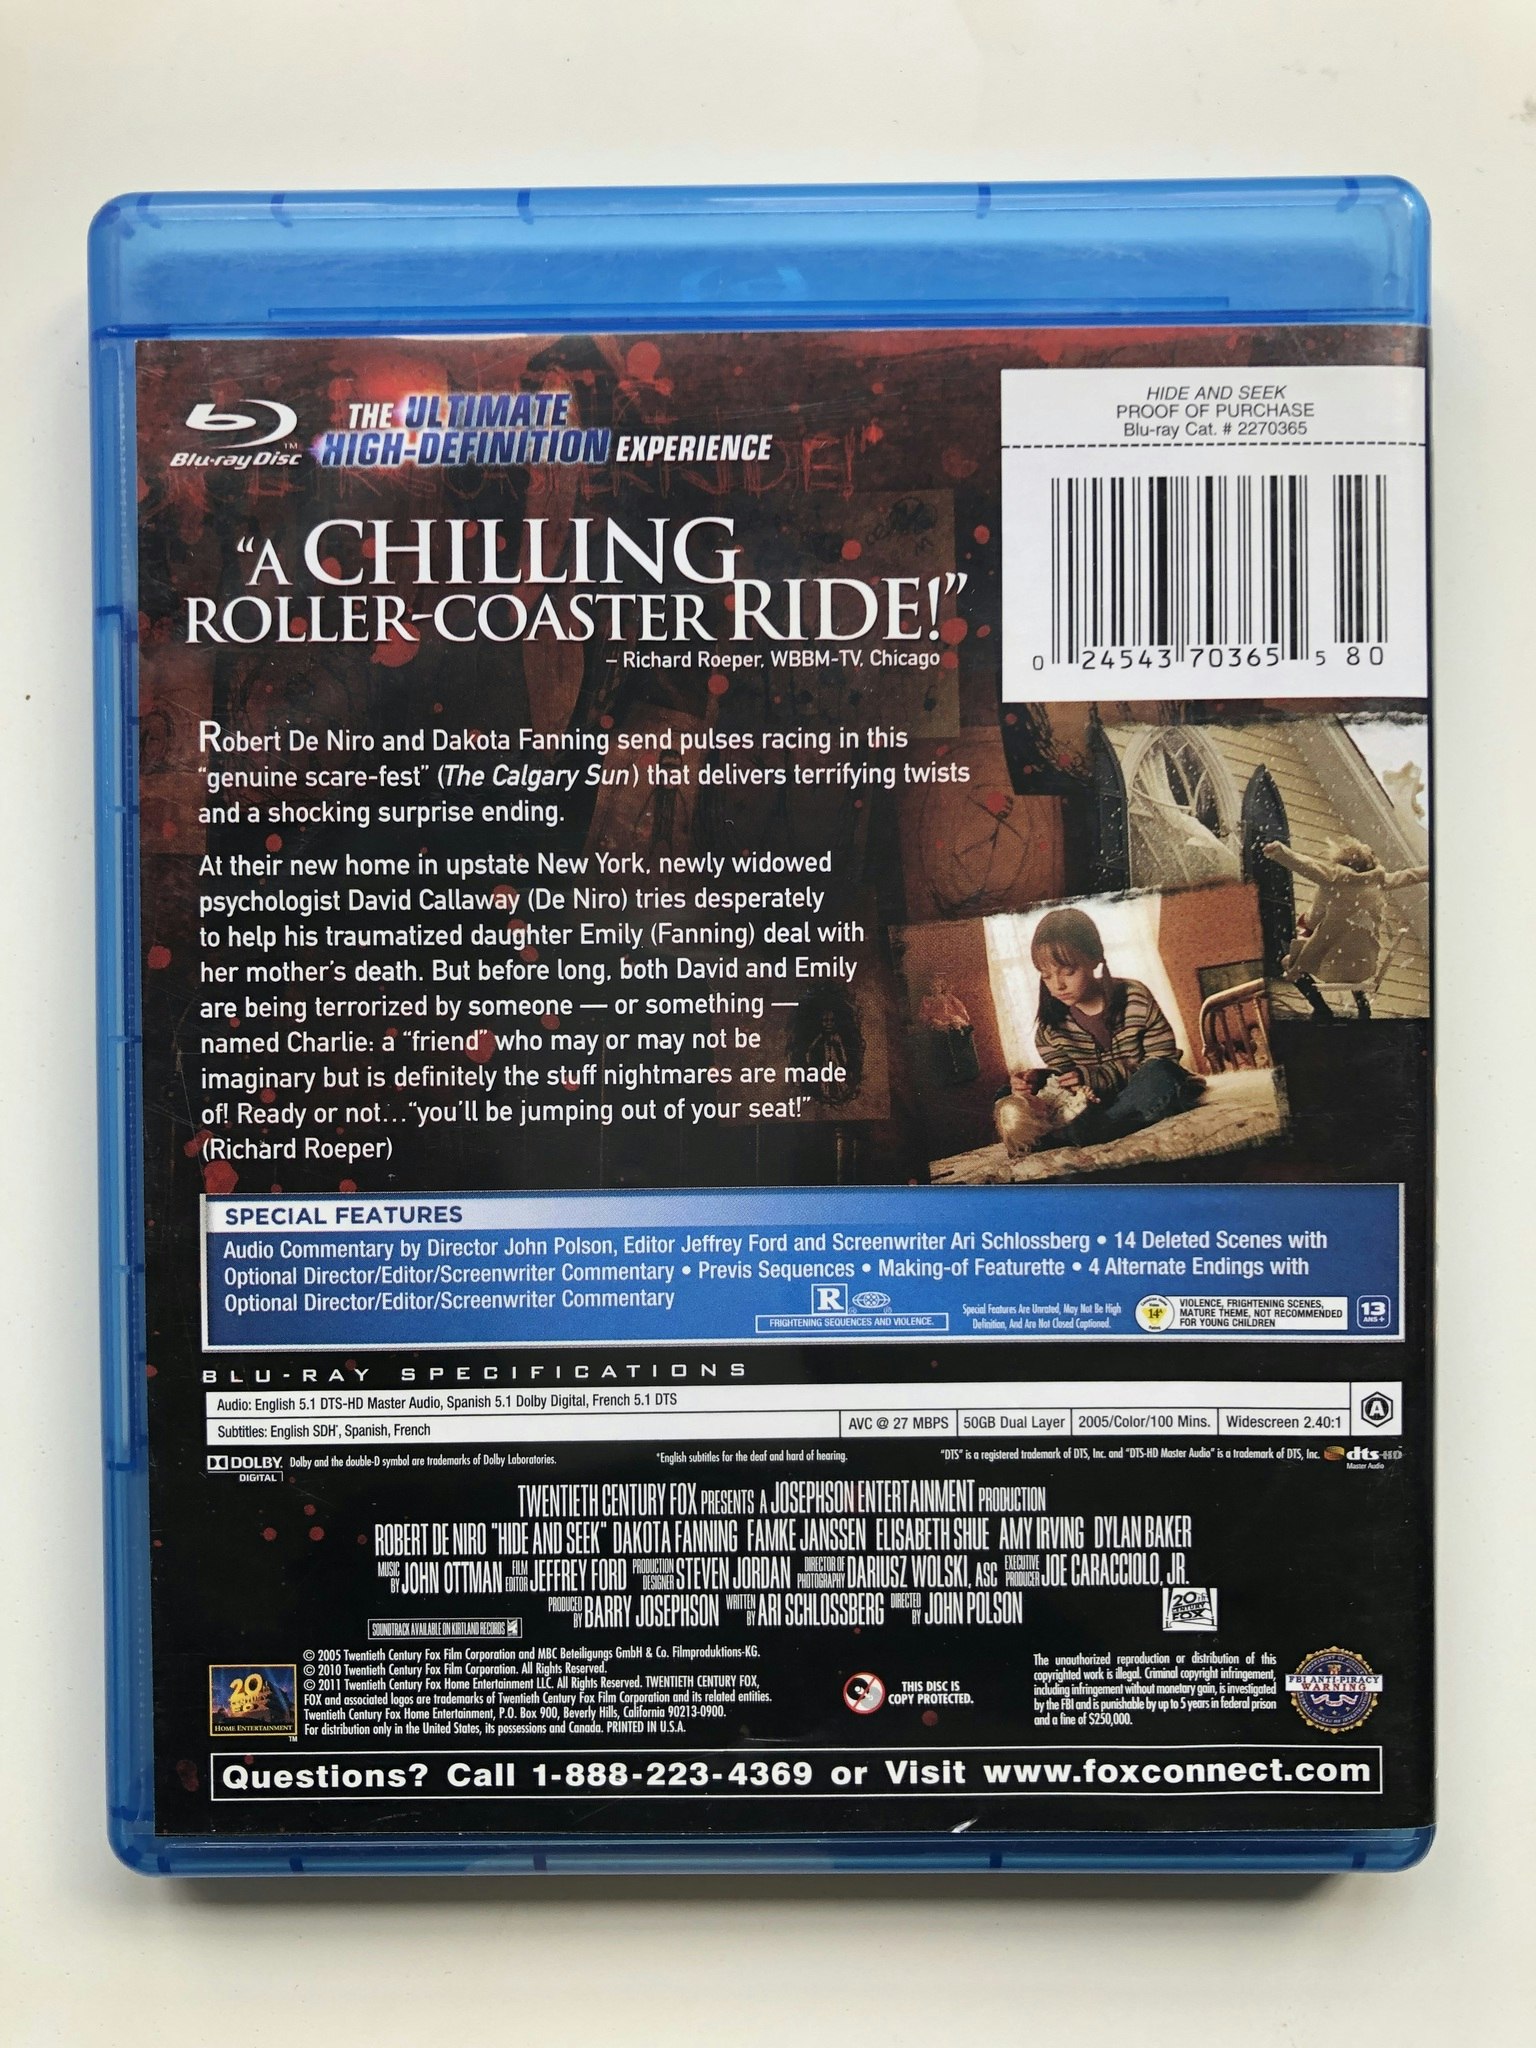 Blu-ray Disc™
THE ULTIMATE
HIGH-DEFINITION EXPERIENCE
HIDE AND SEEK
PROOF OF PURCHASE
Blu-ray Cat. # 2270365
0 24543 70365 5 80
“A CHILLING
ROLLER-COASTER RIDE!”
– Richard Roeper, WBBM-TV, Chicago
Robert De Niro and Dakota Fanning send pulses racing in this
“genuine scare-fest” (The Calgary Sun) that delivers terrifying twists
and a shocking surprise ending.
At their new home in upstate New York, newly widowed
psychologist David Callaway (De Niro) tries desperately
to help his traumatized daughter Emily (Fanning) deal with
her mother’s death. But before long, both David and Emily
are being terrorized by someone — or something —
named Charlie: a “friend” who may or may not be
imaginary but is definitely the stuff nightmares are made
of! Ready or not…“you’ll be jumping out of your seat!”
(Richard Roeper)
SPECIAL FEATURES
Audio Commentary by Director John Polson, Editor Jeffrey Ford and Screenwriter Ari Schlossberg • 14 Deleted Scenes with
Optional Director/Editor/Screenwriter Commentary • Previs Sequences • Making-of Featurette • 4 Alternate Endings with
Optional Director/Editor/Screenwriter Commentary
R
FRIGHTENING SEQUENCES AND VIOLENCE.
Special Features Are Unrated, May Not Be High
Definition, And Are Not Closed Captioned.
14A
VIOLENCE, FRIGHTENING SCENES,
MATURE THEME, NOT RECOMMENDED
FOR YOUNG CHILDREN
13
ANS +
BLU-RAY SPECIFICATIONS
Audio: English 5.1 DTS-HD Master Audio, Spanish 5.1 Dolby Digital, French 5.1 DTS
Subtitles: English SDH*, Spanish, French
AVC @ 27 MBPS
50GB Dual Layer
2005/Color/100 Mins.
Widescreen 2.40:1
A
DOLBY
DIGITAL
Dolby and the double-D symbol are trademarks of Dolby Laboratories.
*English subtitles for the deaf and hard of hearing.
“DTS” is a registered trademark of DTS, Inc. and “DTS-HD Master Audio” is a trademark of DTS, Inc.
dts-HD
Master Audio
TWENTIETH CENTURY FOX PRESENTS A JOSEPHSON ENTERTAINMENT PRODUCTION
ROBERT DE NIRO "HIDE AND SEEK" DAKOTA FANNING FAMKE JANSSEN ELISABETH SHUE AMY IRVING DYLAN BAKER
MUSIC BY JOHN OTTMAN FILM EDITOR JEFFREY FORD PRODUCTION DESIGNER STEVEN JORDAN DIRECTOR OF PHOTOGRAPHY DARIUSZ WOLSKI, ASC EXECUTIVE PRODUCER JOE CARACCIOLO, JR.
PRODUCED BY BARRY JOSEPHSON WRITTEN BY ARI SCHLOSSBERG DIRECTED BY JOHN POLSON
SOUNDTRACK AVAILABLE ON KIRTLAND RECORDS
20th CENTURY FOX
© 2005 Twentieth Century Fox Film Corporation and MBC Beteiligungs GmbH & Co. Filmproduktions-KG.
© 2010 Twentieth Century Fox Film Corporation. All Rights Reserved.
© 2011 Twentieth Century Fox Home Entertainment LLC. All Rights Reserved. TWENTIETH CENTURY FOX,
FOX and associated logos are trademarks of Twentieth Century Fox Film Corporation and its related entities.
Twentieth Century Fox Home Entertainment, P.O. Box 900, Beverly Hills, California 90213-0900.
For distribution only in the United States, its possessions and Canada. PRINTED IN U.S.A.
20th CENTURY FOX
HOME ENTERTAINMENT
TM
THIS DISC IS
COPY PROTECTED.
The unauthorized reproduction or distribution of this
copyrighted work is illegal. Criminal copyright infringement,
including infringement without monetary gain, is investigated
by the FBI and is punishable by up to 5 years in federal prison
and a fine of $250,000.
FBI ANTI-PIRACY
WARNING
Questions? Call 1-888-223-4369 or Visit www.foxconnect.com